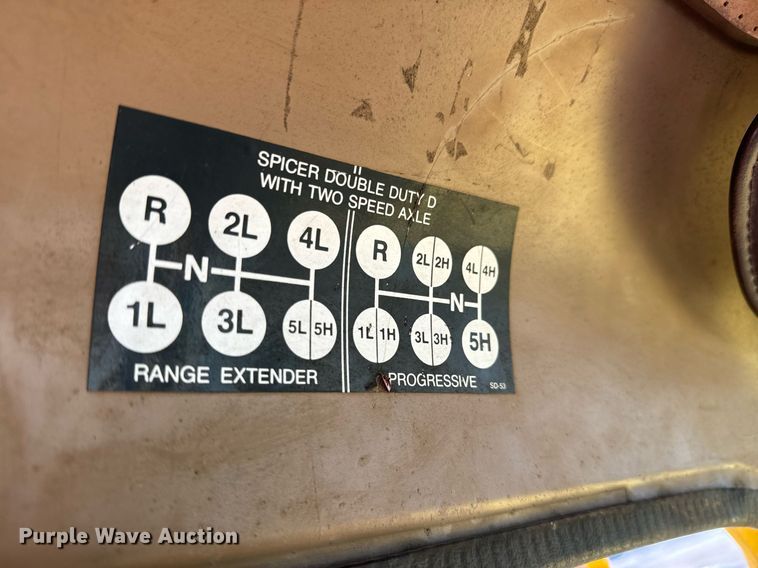 SPICER DOUBLE DUTY D
WITH TWO SPEED AXLE
R 2L 4L
N
1L 3L 5L 5H
RANGE EXTENDER
R 2L 2H 4L 4H
N
1L 1H 3L 3H 5H
PROGRESSIVE
SD-53
Purple Wave Auction